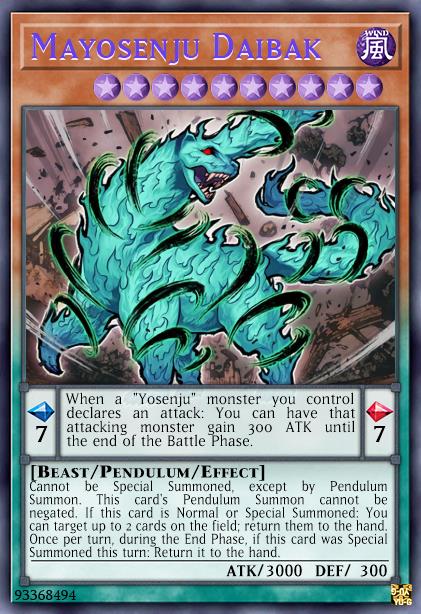 Mayosenju Daibak
WIND
風
When a "Yosenju" monster you control
declares an attack: You can have that
attacking monster gain 300 ATK until
the end of the Battle Phase.
7
7
[Beast/Pendulum/Effect]
Cannot be Special Summoned, except by Pendulum
Summon. This card's Pendulum Summon cannot be
negated. If this card is Normal or Special Summoned: You
can target up to 2 cards on the field; return them to the hand.
Once per turn, during the End Phase, if this card was Special
Summoned this turn: Return it to the hand.
ATK/3000 DEF/ 300
93368494